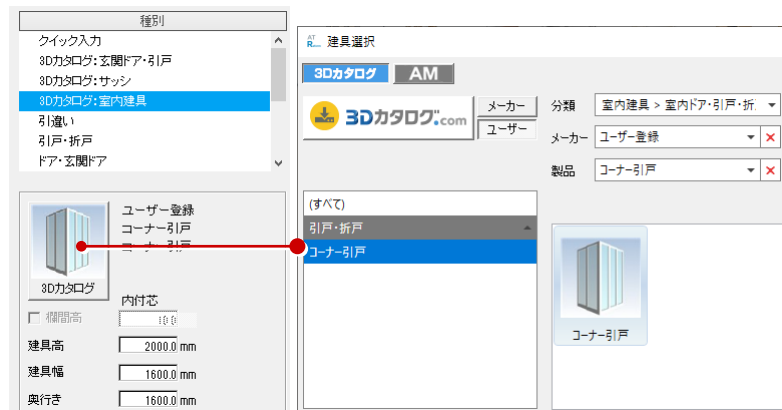 種別
クイック入力
3Dカタログ:玄関ドア・引戸
3Dカタログ:サッシ
3Dカタログ:室内建具
引違い
引戸・折戸
ドア・玄関ドア
ユーザー登録
コーナー引戸
コーナー引戸
3Dカタログ
内付芯
欄間高
建具高 2000.0 mm
建具幅 1600.0 mm
奥行き 1600.0 mm
建具選択
3Dカタログ AM
3Dカタログ.com
メーカー
ユーザー
分類 室内建具 > 室内ドア・引戸・折
メーカー ユーザー登録
製品 コーナー引戸
(すべて)
引戸・折戸
コーナー引戸
コーナー引戸